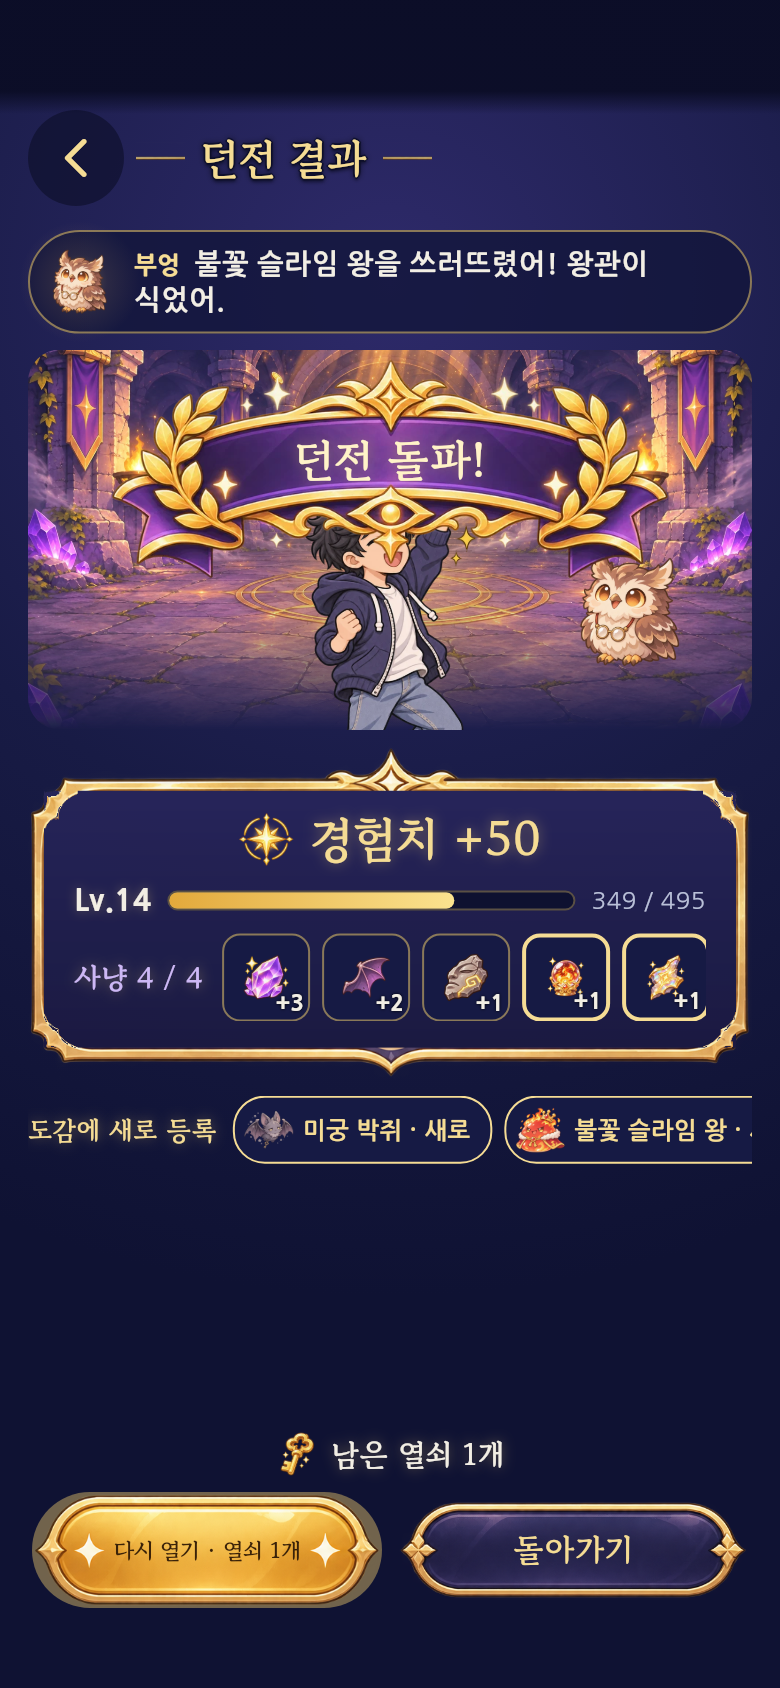 던전 결과
부엉 불꽃 슬라임 왕을 쓰러뜨렸어! 왕관이
식었어.
던전 돌파!
경험치 +50
Lv.14 349 / 495
사냥 4 / 4 +3 +2 +1 +1 +1
도감에 새로 등록 미궁 박쥐 · 새로 불꽃 슬라임 왕 ·
남은 열쇠 1개
다시 열기 · 열쇠 1개 돌아가기